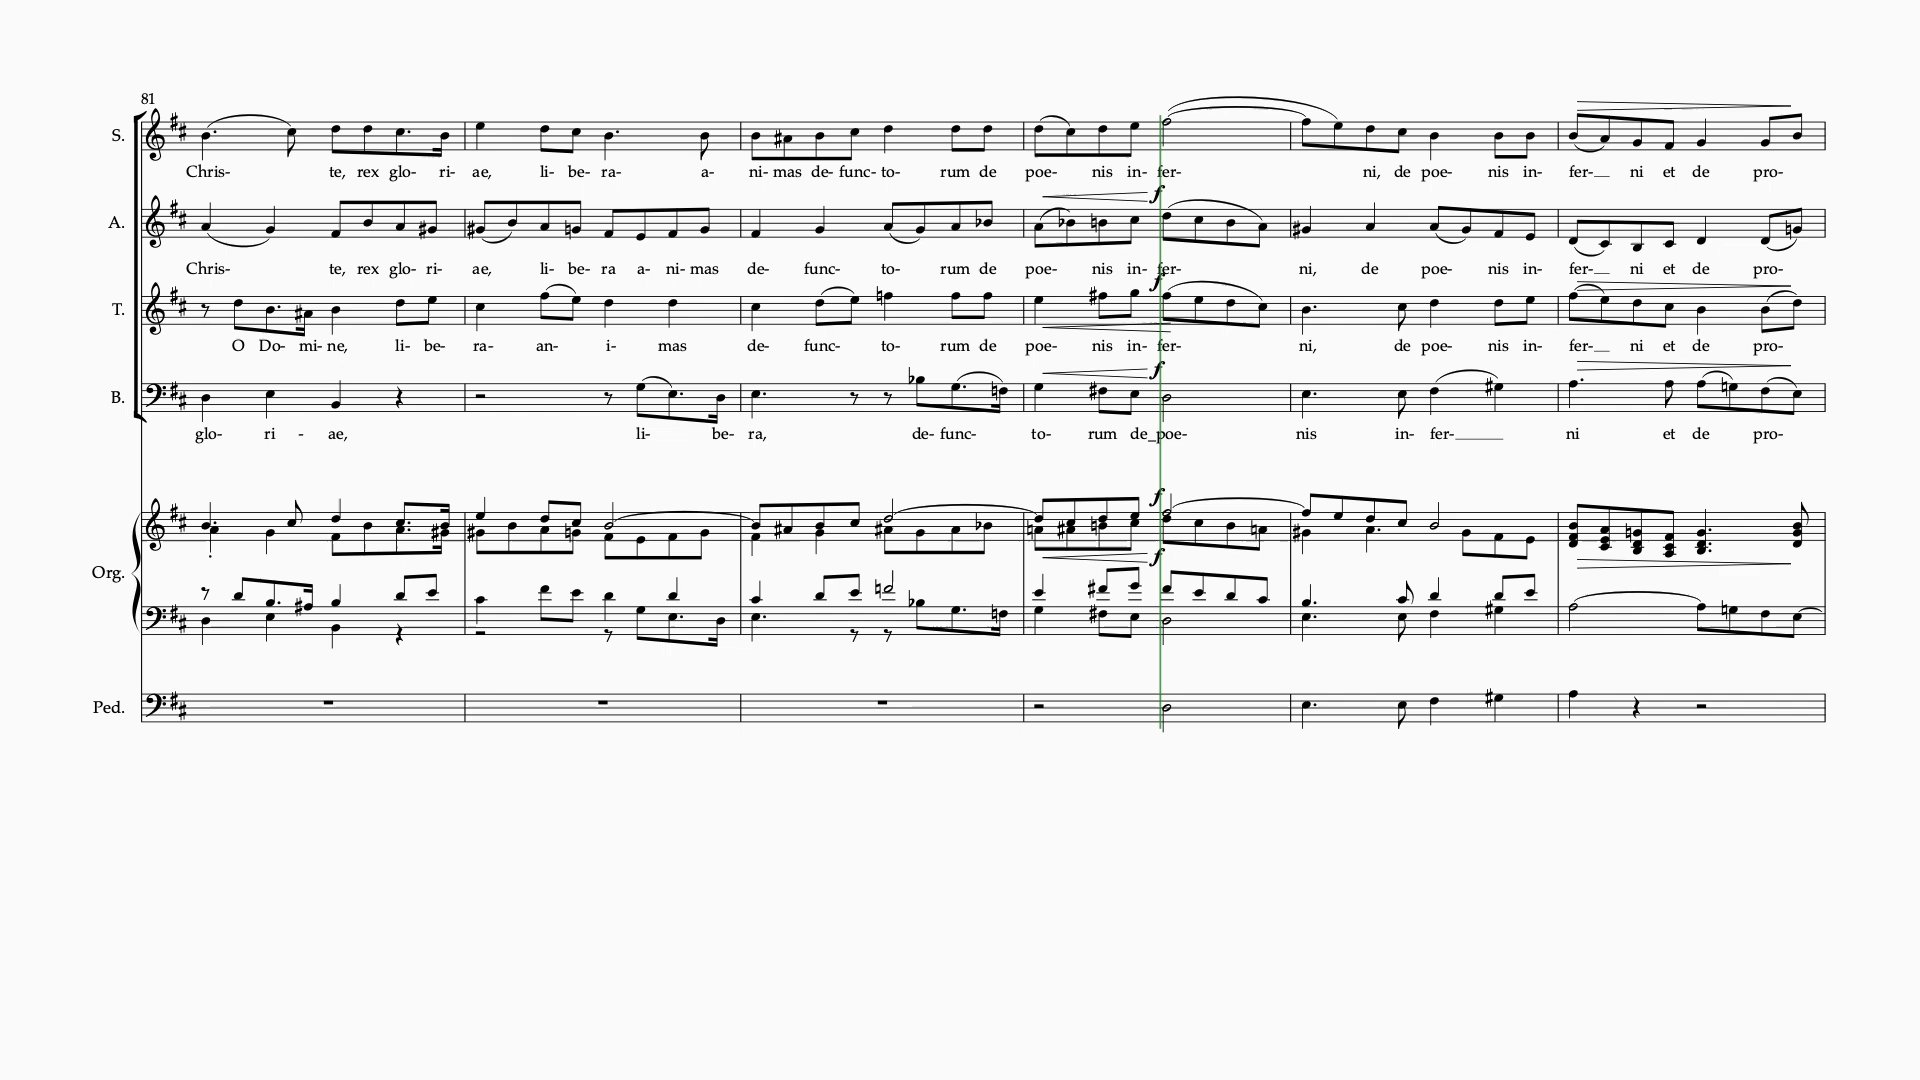 81
S.
Chris- te, rex glo- ri- ae, li- be- ra- a- ni- mas de- func- to- rum de poe- nis in- fer- ni, de poe- nis in- fer- ni et de pro-
f
A.
Chris- te, rex glo- ri- ae, li- be- ra a- ni- mas de- func- to- rum de poe- nis in- fer- ni, de poe- nis in- fer- ni et de pro-
f
T.
O Do- mi- ne, li- be- ra- an- i- mas de- func- to- rum de poe- nis in- fer- ni, de poe- nis in- fer- ni et de pro-
f
B.
glo- ri - ae, li- be- ra, de- func- to- rum de_poe- nis in- fer- ni et de pro-
f
f
Org.
Ped.